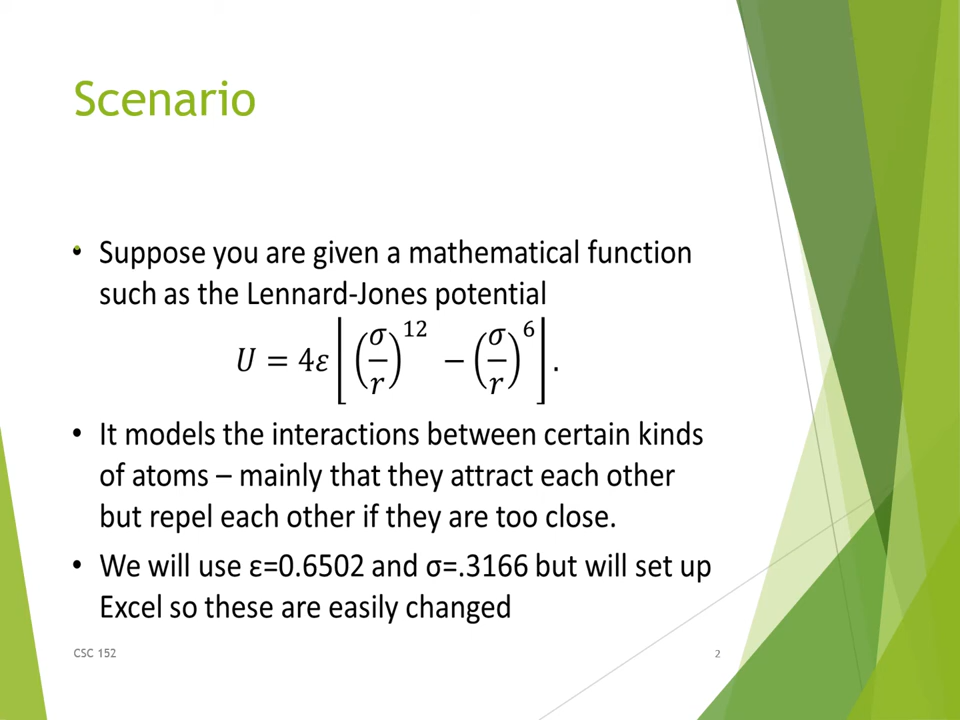 Scenario
• Suppose you are given a mathematical function
such as the Lennard-Jones potential
U = 4ε[(σ/r)^12 − (σ/r)^6].
• It models the interactions between certain kinds
of atoms – mainly that they attract each other
but repel each other if they are too close.
• We will use ε=0.6502 and σ=.3166 but will set up
Excel so these are easily changed
CSC 152
2